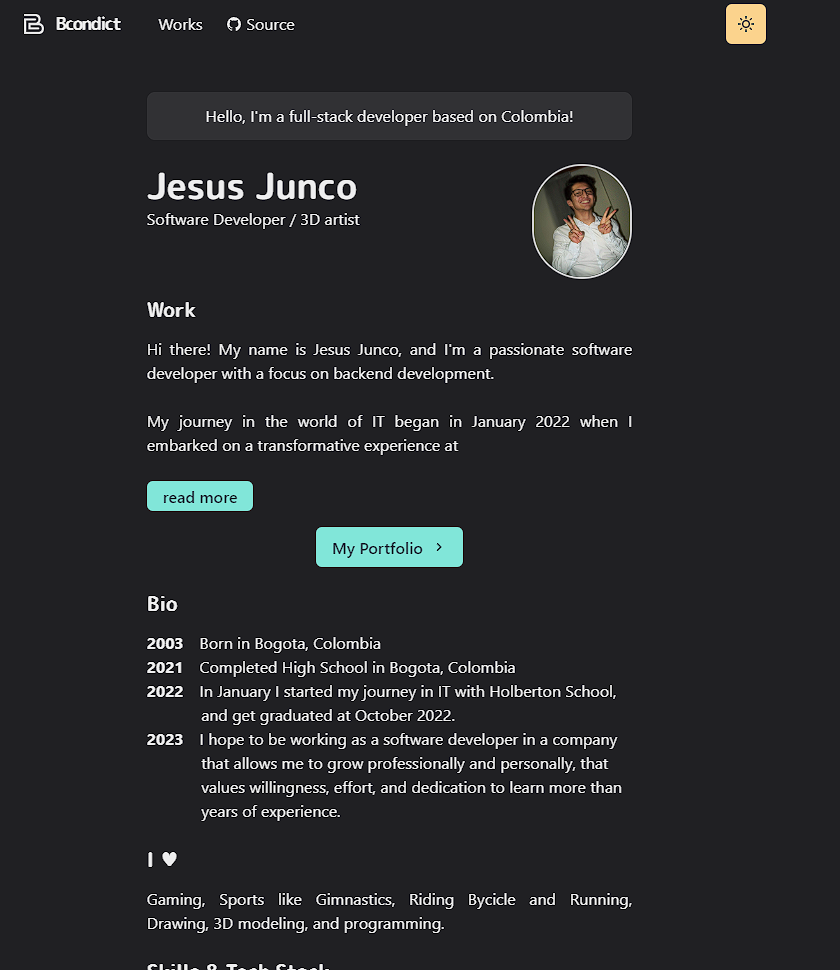 Bcondict Works Source
Hello, I'm a full-stack developer based on Colombia!
Jesus Junco
Software Developer / 3D artist
Work
Hi there! My name is Jesus Junco, and I'm a passionate software
developer with a focus on backend development.
My journey in the world of IT began in January 2022 when I
embarked on a transformative experience at
read more
My Portfolio
Bio
2003 Born in Bogota, Colombia
2021 Completed High School in Bogota, Colombia
2022 In January I started my journey in IT with Holberton School,
and get graduated at October 2022.
2023 I hope to be working as a software developer in a company
that allows me to grow professionally and personally, that
values willingness, effort, and dedication to learn more than
years of experience.
I ♥
Gaming, Sports like Gimnastics, Riding Bycicle and Running,
Drawing, 3D modeling, and programming.
Skills & Tech Stack